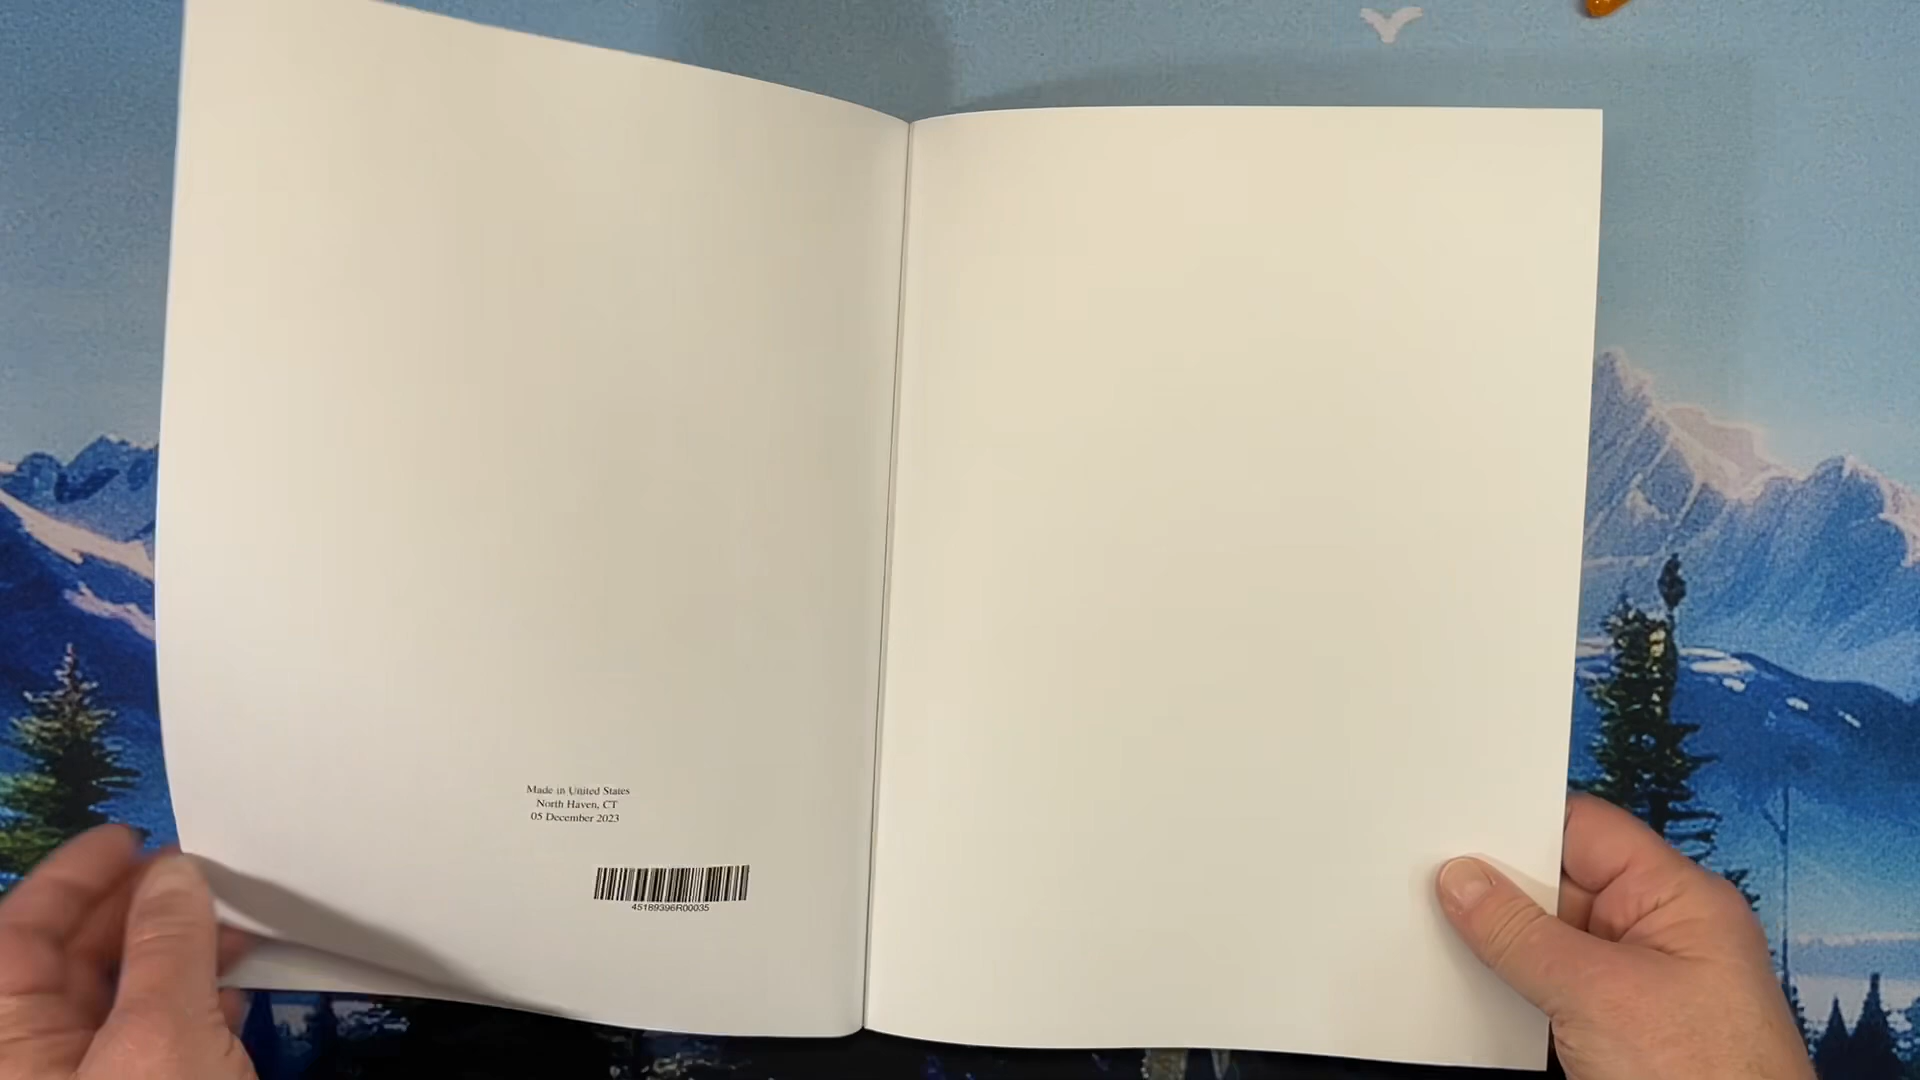 Made in United States
North Haven, CT
05 December 2023
45189396R00035